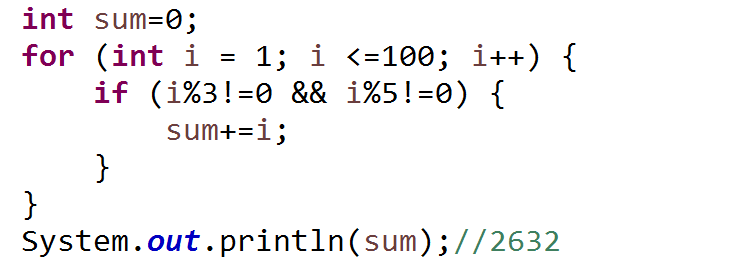 int sum=0;
for (int i = 1; i <=100; i++) {
    if (i%3!=0 && i%5!=0) {
        sum+=i;
    }
}
System.out.println(sum);//2632